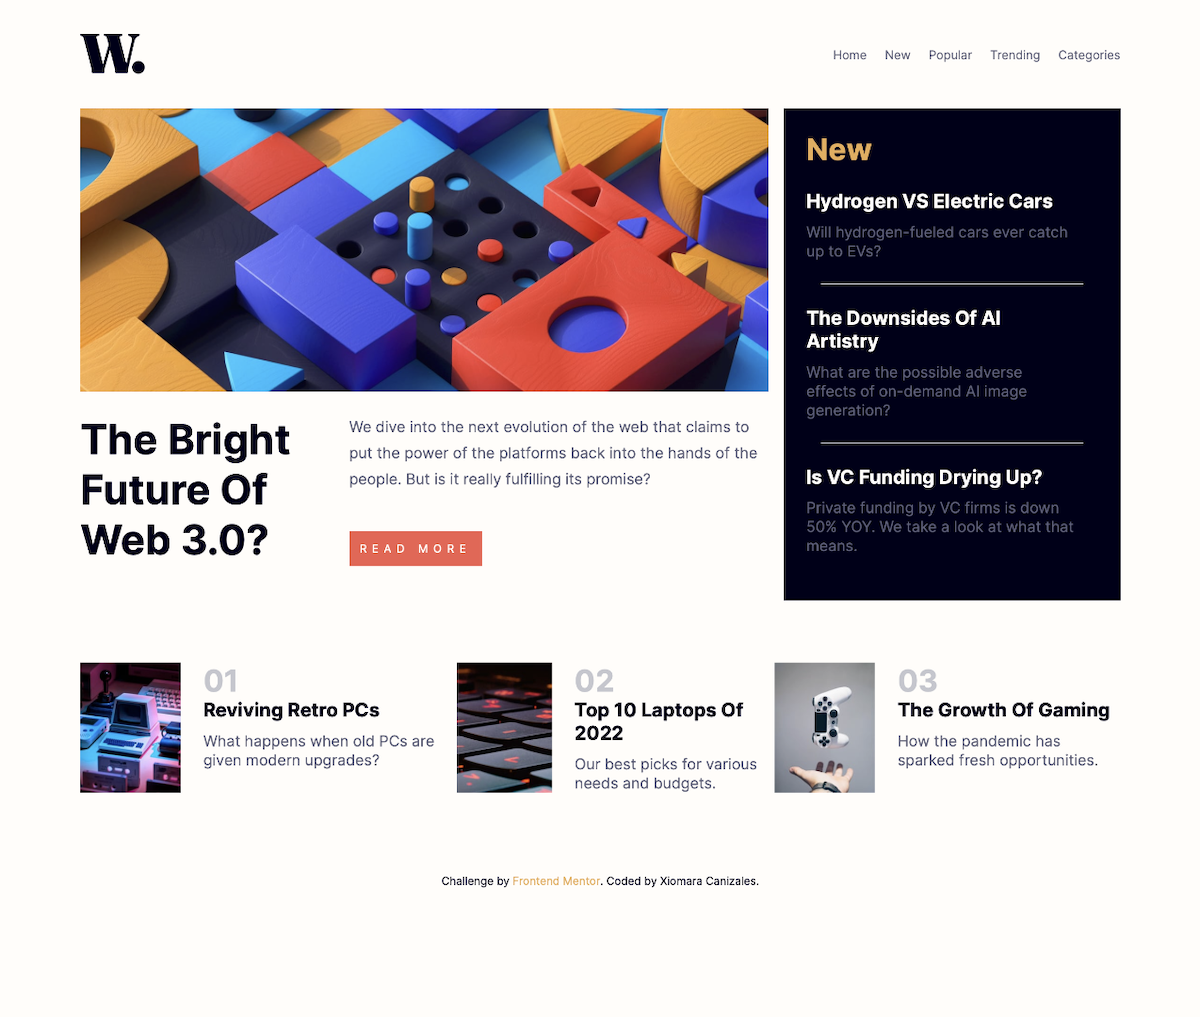 W.
Home New Popular Trending Categories
New
Hydrogen VS Electric Cars
Will hydrogen-fueled cars ever catch
up to EVs?
The Downsides Of AI
Artistry
What are the possible adverse
effects of on-demand AI image
generation?
Is VC Funding Drying Up?
Private funding by VC firms is down
50% YOY. We take a look at what that
means.
The Bright
Future Of
Web 3.0?
We dive into the next evolution of the web that claims to
put the power of the platforms back into the hands of the
people. But is it really fulfilling its promise?
READ MORE
01
Reviving Retro PCs
What happens when old PCs are
given modern upgrades?
02
Top 10 Laptops Of
2022
Our best picks for various
needs and budgets.
03
The Growth Of Gaming
How the pandemic has
sparked fresh opportunities.
Challenge by Frontend Mentor. Coded by Xiomara Canizales.